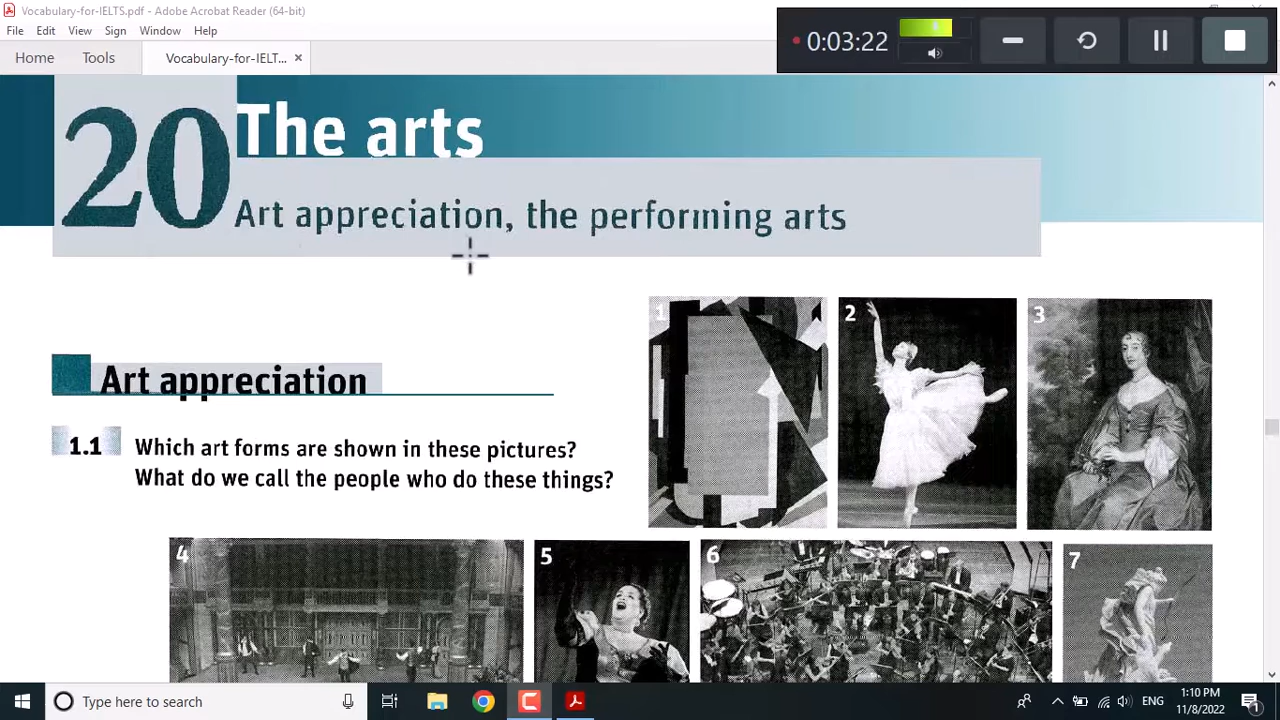 Vocabulary-for-IELTS.pdf - Adobe Acrobat Reader (64-bit)
File Edit View Sign Window Help
0:03:22
Home Tools Vocabulary-for-IELT... ×
20 The arts
Art appreciation, the performing arts
Art appreciation
1.1 Which art forms are shown in these pictures?
What do we call the people who do these things?
1 2 3
4 5 6 7
Type here to search
ENG
1:10 PM
11/8/2022
1